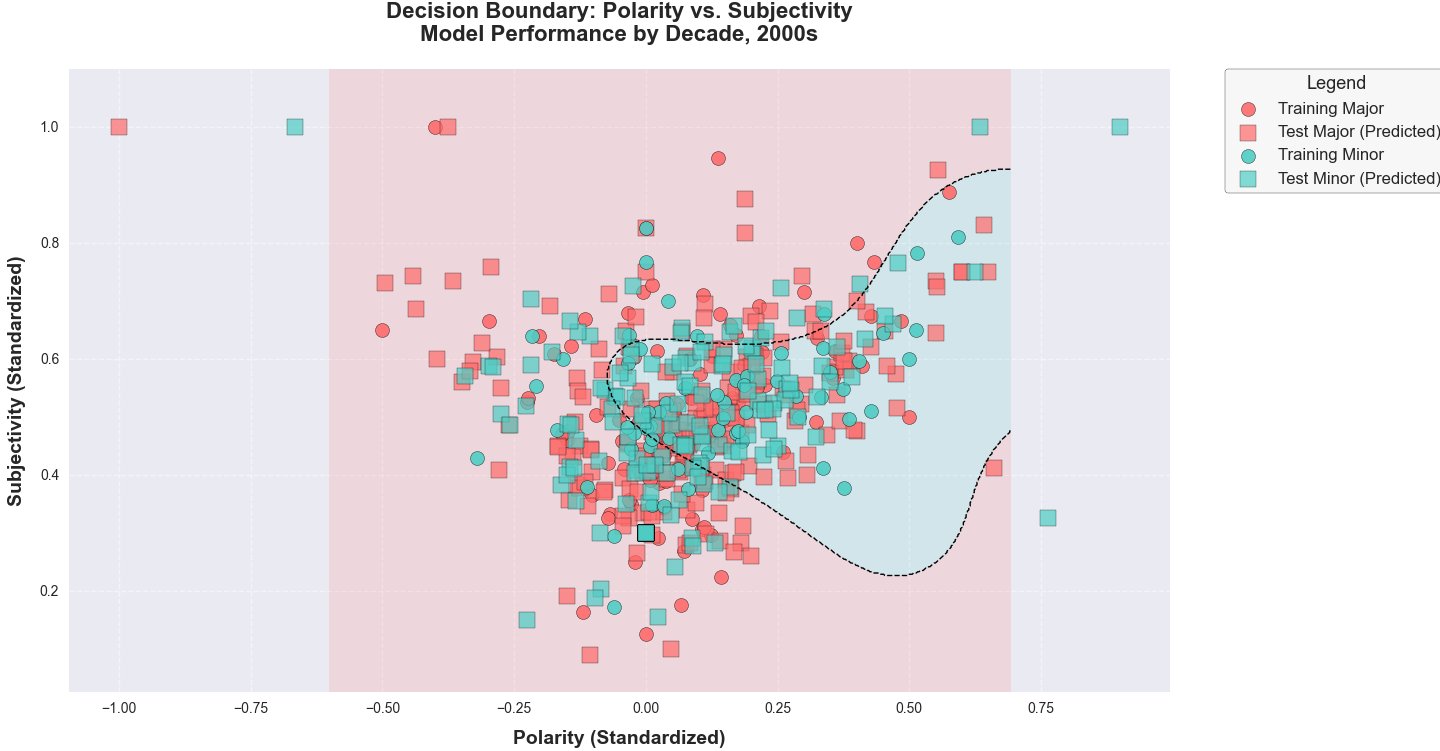 Decision Boundary: Polarity vs. Subjectivity
Model Performance by Decade, 2000s
Legend
Training Major
Test Major (Predicted)
Training Minor
Test Minor (Predicted)
Subjectivity (Standardized)
1.0
0.8
0.6
0.4
0.2
−1.00
−0.75
−0.50
−0.25
0.00
0.25
0.50
0.75
Polarity (Standardized)